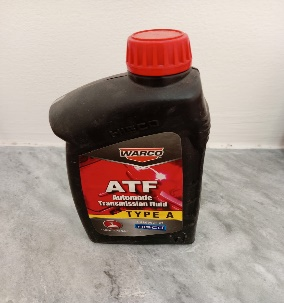 WARCO
ATF
Automatic
Transmission Fluid
TYPE A